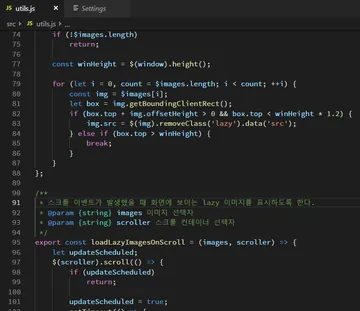 JS utils.js × Settings
src > JS utils.js > ...
74 if (!$images.length)
75 return;
76
77 const winHeight = $(window).height();
78
79 for (let i = 0, count = $images.length; i < count; ++i) {
80 const img = $images[i];
81 let box = img.getBoundingClientRect();
82 if (box.top + img.offsetHeight > 0 && box.top < winHeight * 1.2) {
83 img.src = $(img).removeClass('lazy').data('src');
84 } else if (box.top > winHeight) {
85 break;
86 }
87 }
88 };
89
90 /**
91 * 스크롤 이벤트가 발생했을 때 화면에 보이는 lazy 이미지를 표시하도록 한다.
92 * @param {string} images 이미지 선택자
93 * @param {string} scroller 스크롤 컨테이너 선택자
94 */
95 export const loadLazyImagesOnScroll = (images, scroller) => {
96 let updateScheduled;
97 $(scroller).scroll(() => {
98 if (updateScheduled)
99 return;
100
101 updateScheduled = true;
102 setTimeout(() => {